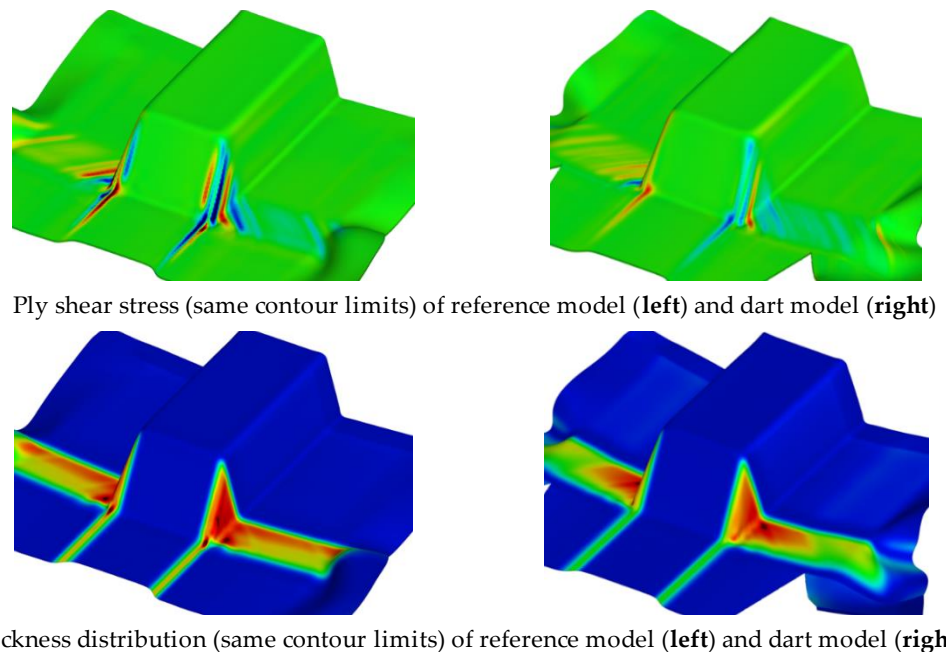 Ply shear stress (same contour limits) of reference model (left) and dart model (right)
ckness distribution (same contour limits) of reference model (left) and dart model (righ